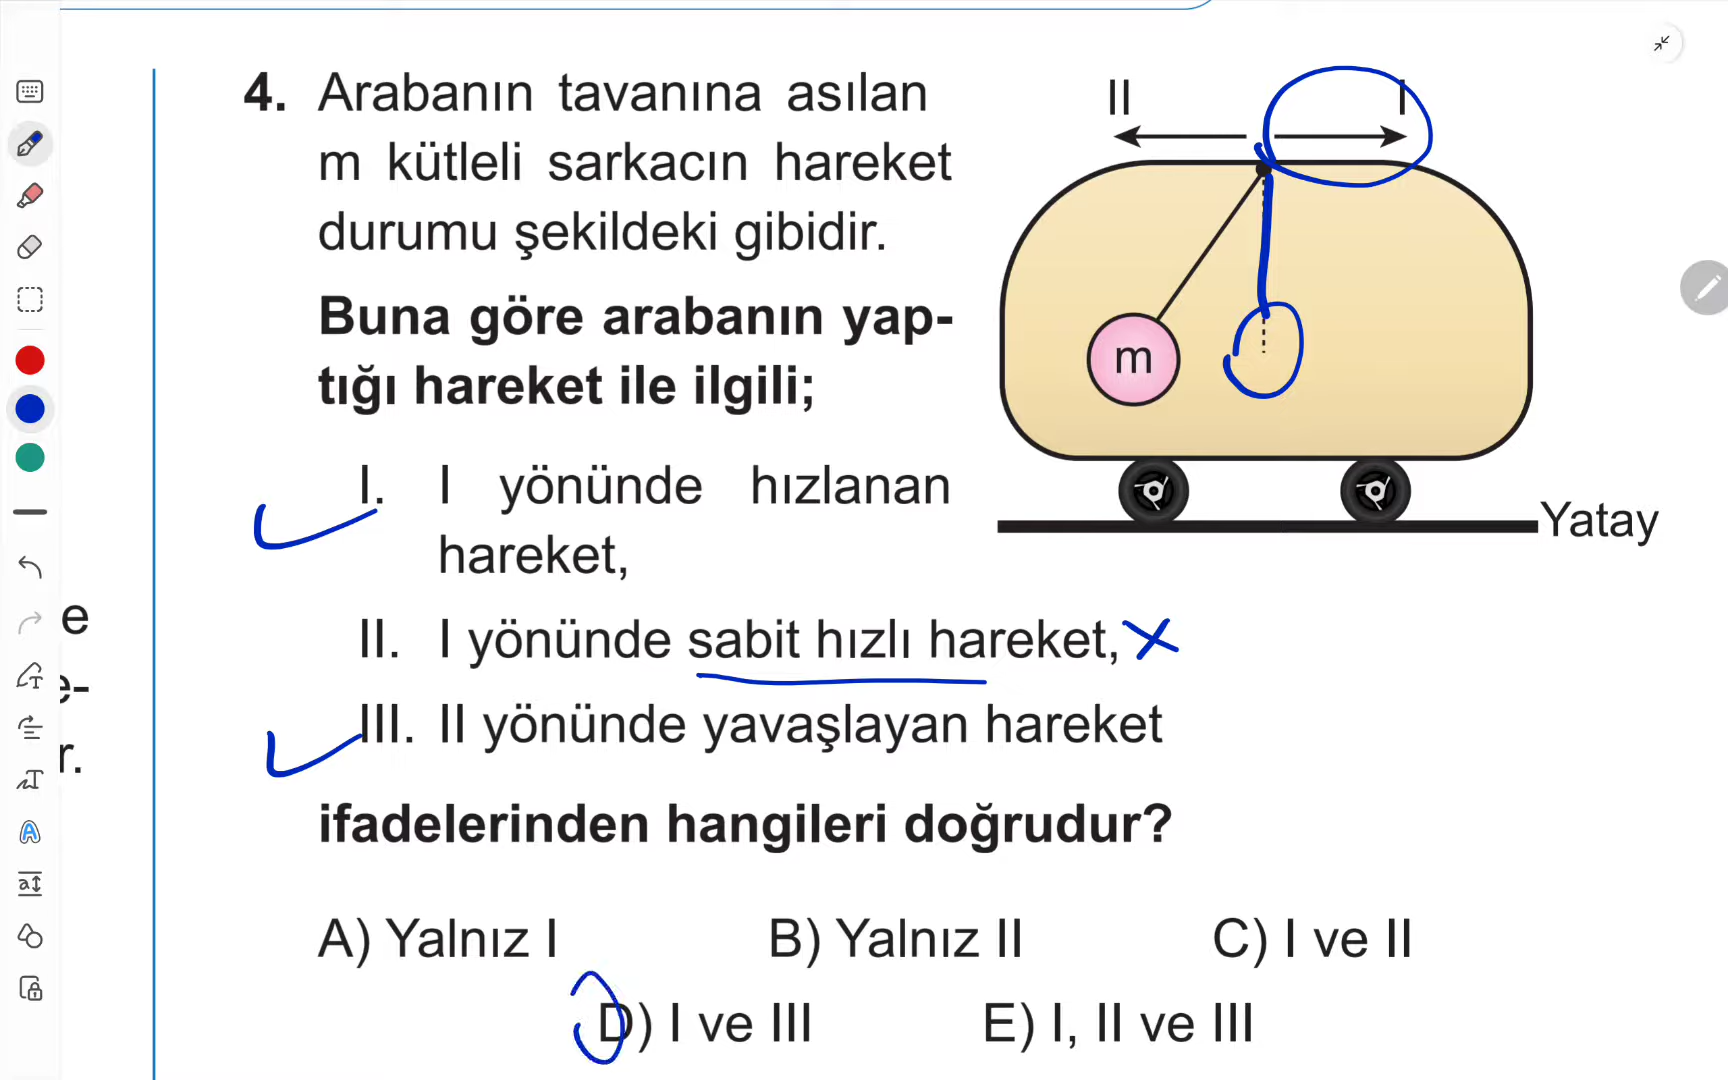 4. Arabanın tavanına asılan
m kütleli sarkacın hareket
durumu şekildeki gibidir.
Buna göre arabanın yap-
tığı hareket ile ilgili;
I. I yönünde hızlanan
hareket,
II. I yönünde sabit hızlı hareket,
III. II yönünde yavaşlayan hareket
ifadelerinden hangileri doğrudur?
A) Yalnız I B) Yalnız II C) I ve II
D) I ve III E) I, II ve III
II I
m
Yatay
e
e-
r.